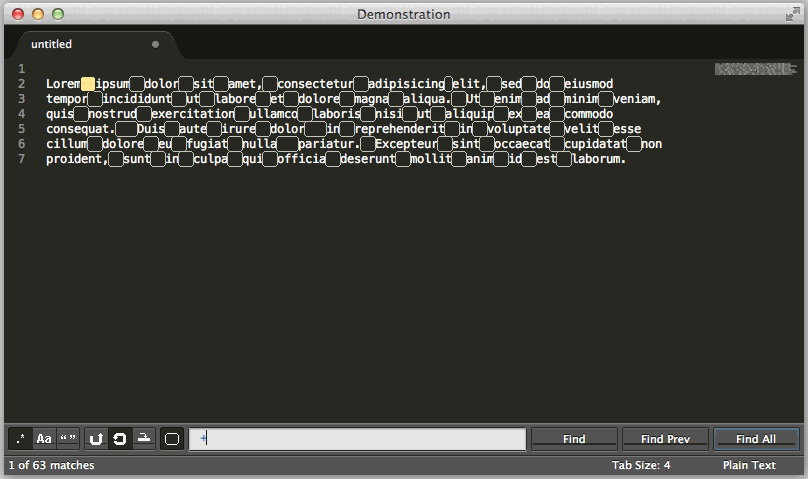 Demonstration
untitled
1
2 Lorem ipsum dolor sit amet, consectetur adipisicing elit, sed do eiusmod
3 tempor incididunt ut labore et dolore magna aliqua. Ut enim ad minim veniam,
4 quis nostrud exercitation ullamco laboris nisi ut aliquip ex ea commodo
5 consequat. Duis aute irure dolor in reprehenderit in voluptate velit esse
6 cillum dolore eu fugiat nulla pariatur. Excepteur sint occaecat cupidatat non
7 proident, sunt in culpa qui officia deserunt mollit anim id est laborum.
.* Aa “” + Find Find Prev Find All
1 of 63 matches Tab Size: 4 Plain Text